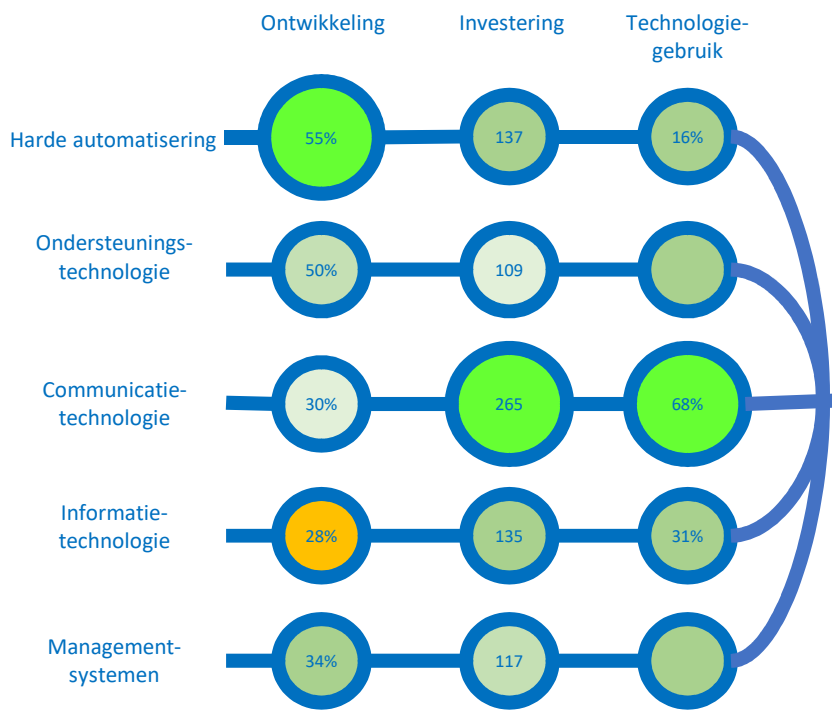 Ontwikkeling Investering Technologie-
gebruik
Harde automatisering 55% 137 16%
Ondersteunings-
technologie 50% 109
Communicatie-
technologie 30% 265 68%
Informatie-
technologie 28% 135 31%
Management-
systemen 34% 117